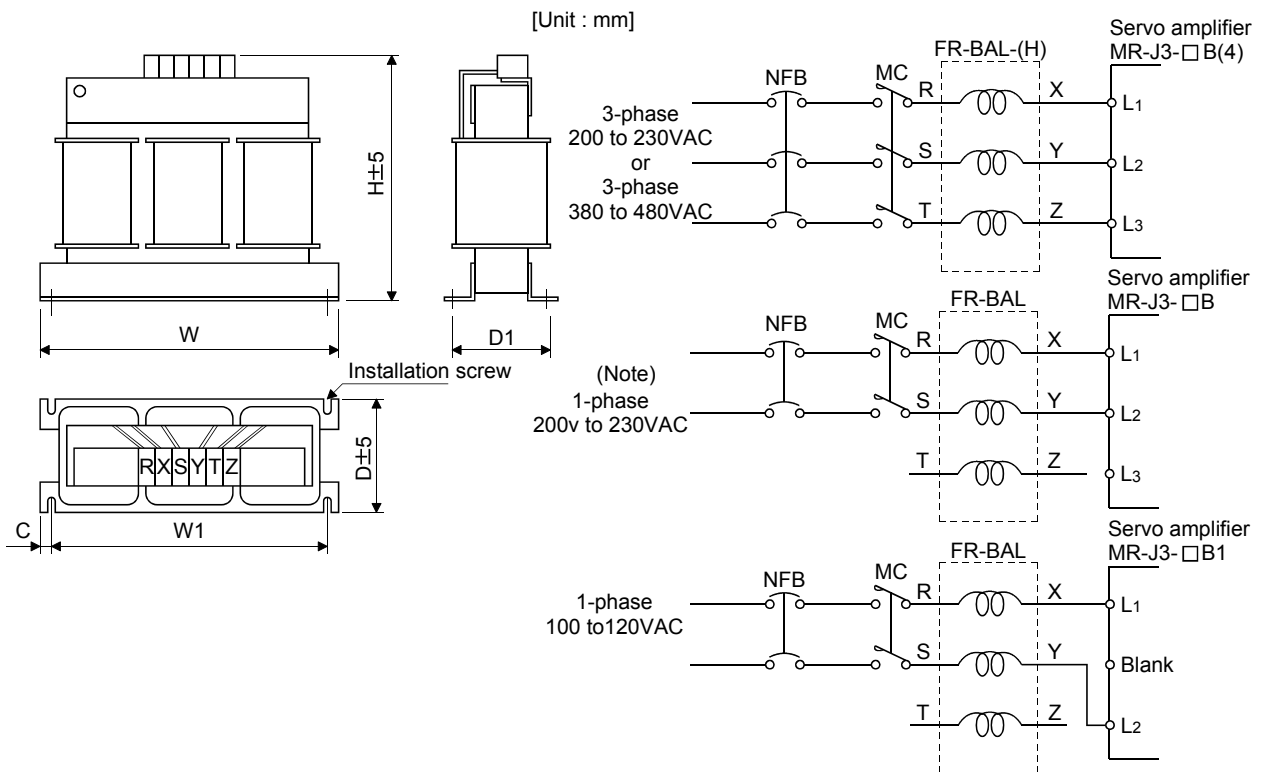 [Unit : mm]
H±5
W
D1
Installation screw
RXSYTZ
D±5
C
W1
Servo amplifier
MR-J3-□B(4)
FR-BAL-(H)
NFB
MC
R
X
L1
3-phase
200 to 230VAC
or
3-phase
380 to 480VAC
S
Y
L2
T
Z
L3
Servo amplifier
MR-J3-□B
FR-BAL
NFB
MC
R
X
L1
(Note)
1-phase
200v to 230VAC
S
Y
L2
T
Z
L3
Servo amplifier
MR-J3-□B1
FR-BAL
NFB
MC
R
X
L1
1-phase
100 to120VAC
S
Y
Blank
T
Z
L2